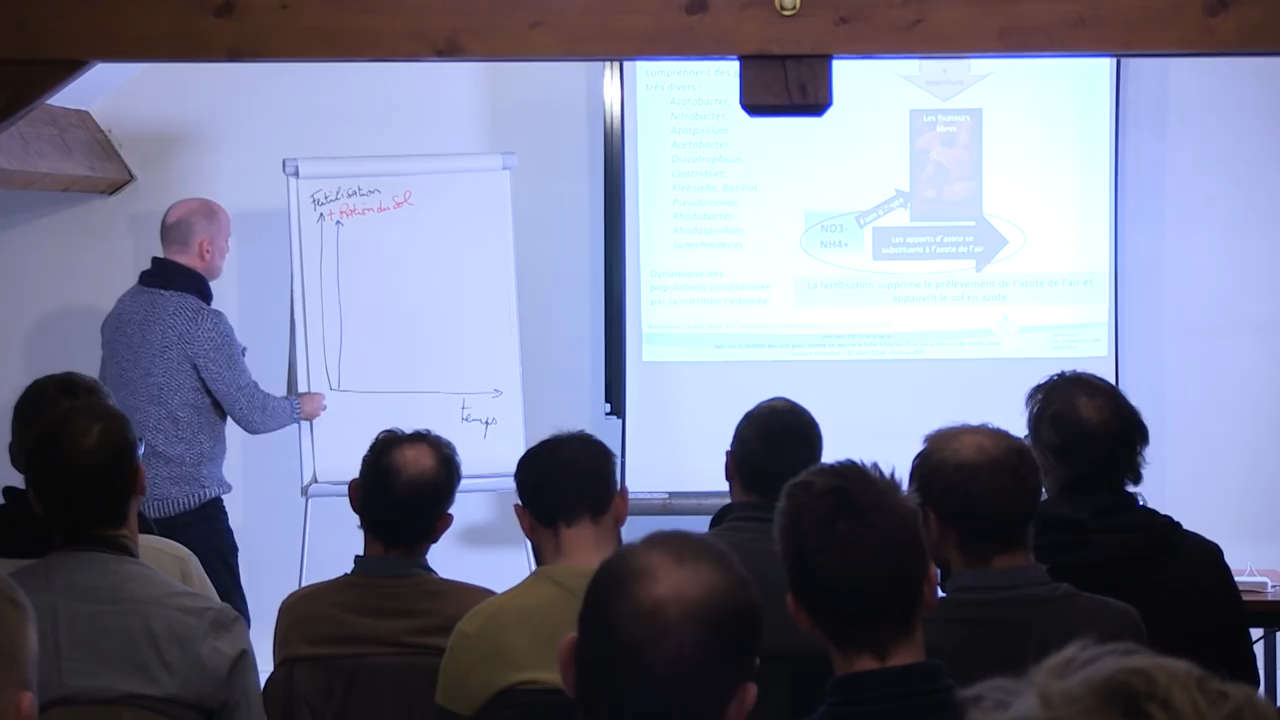 Fertilisation
+ Ration du Sol
temps
comprennent des
très divers :
Azotobacter,
Nitrobacter,
Azospirillum,
Acetobacter,
Diazotrophicus,
Clostridium,
Klebsiella, Bacillus,
Pseudomonas,
Rhodobacter,
Rhodospirillum,
Synechococcus
Dynamique des
populations conditionnée
par la nutrition carbonée
Les fixateurs
libres
NO3-
NH4+
Les apports d'azote se
substituent à l'azote de l'air
La fertilisation supprime le prélèvement de l'azote de l'air et
appauvrit le sol en azote